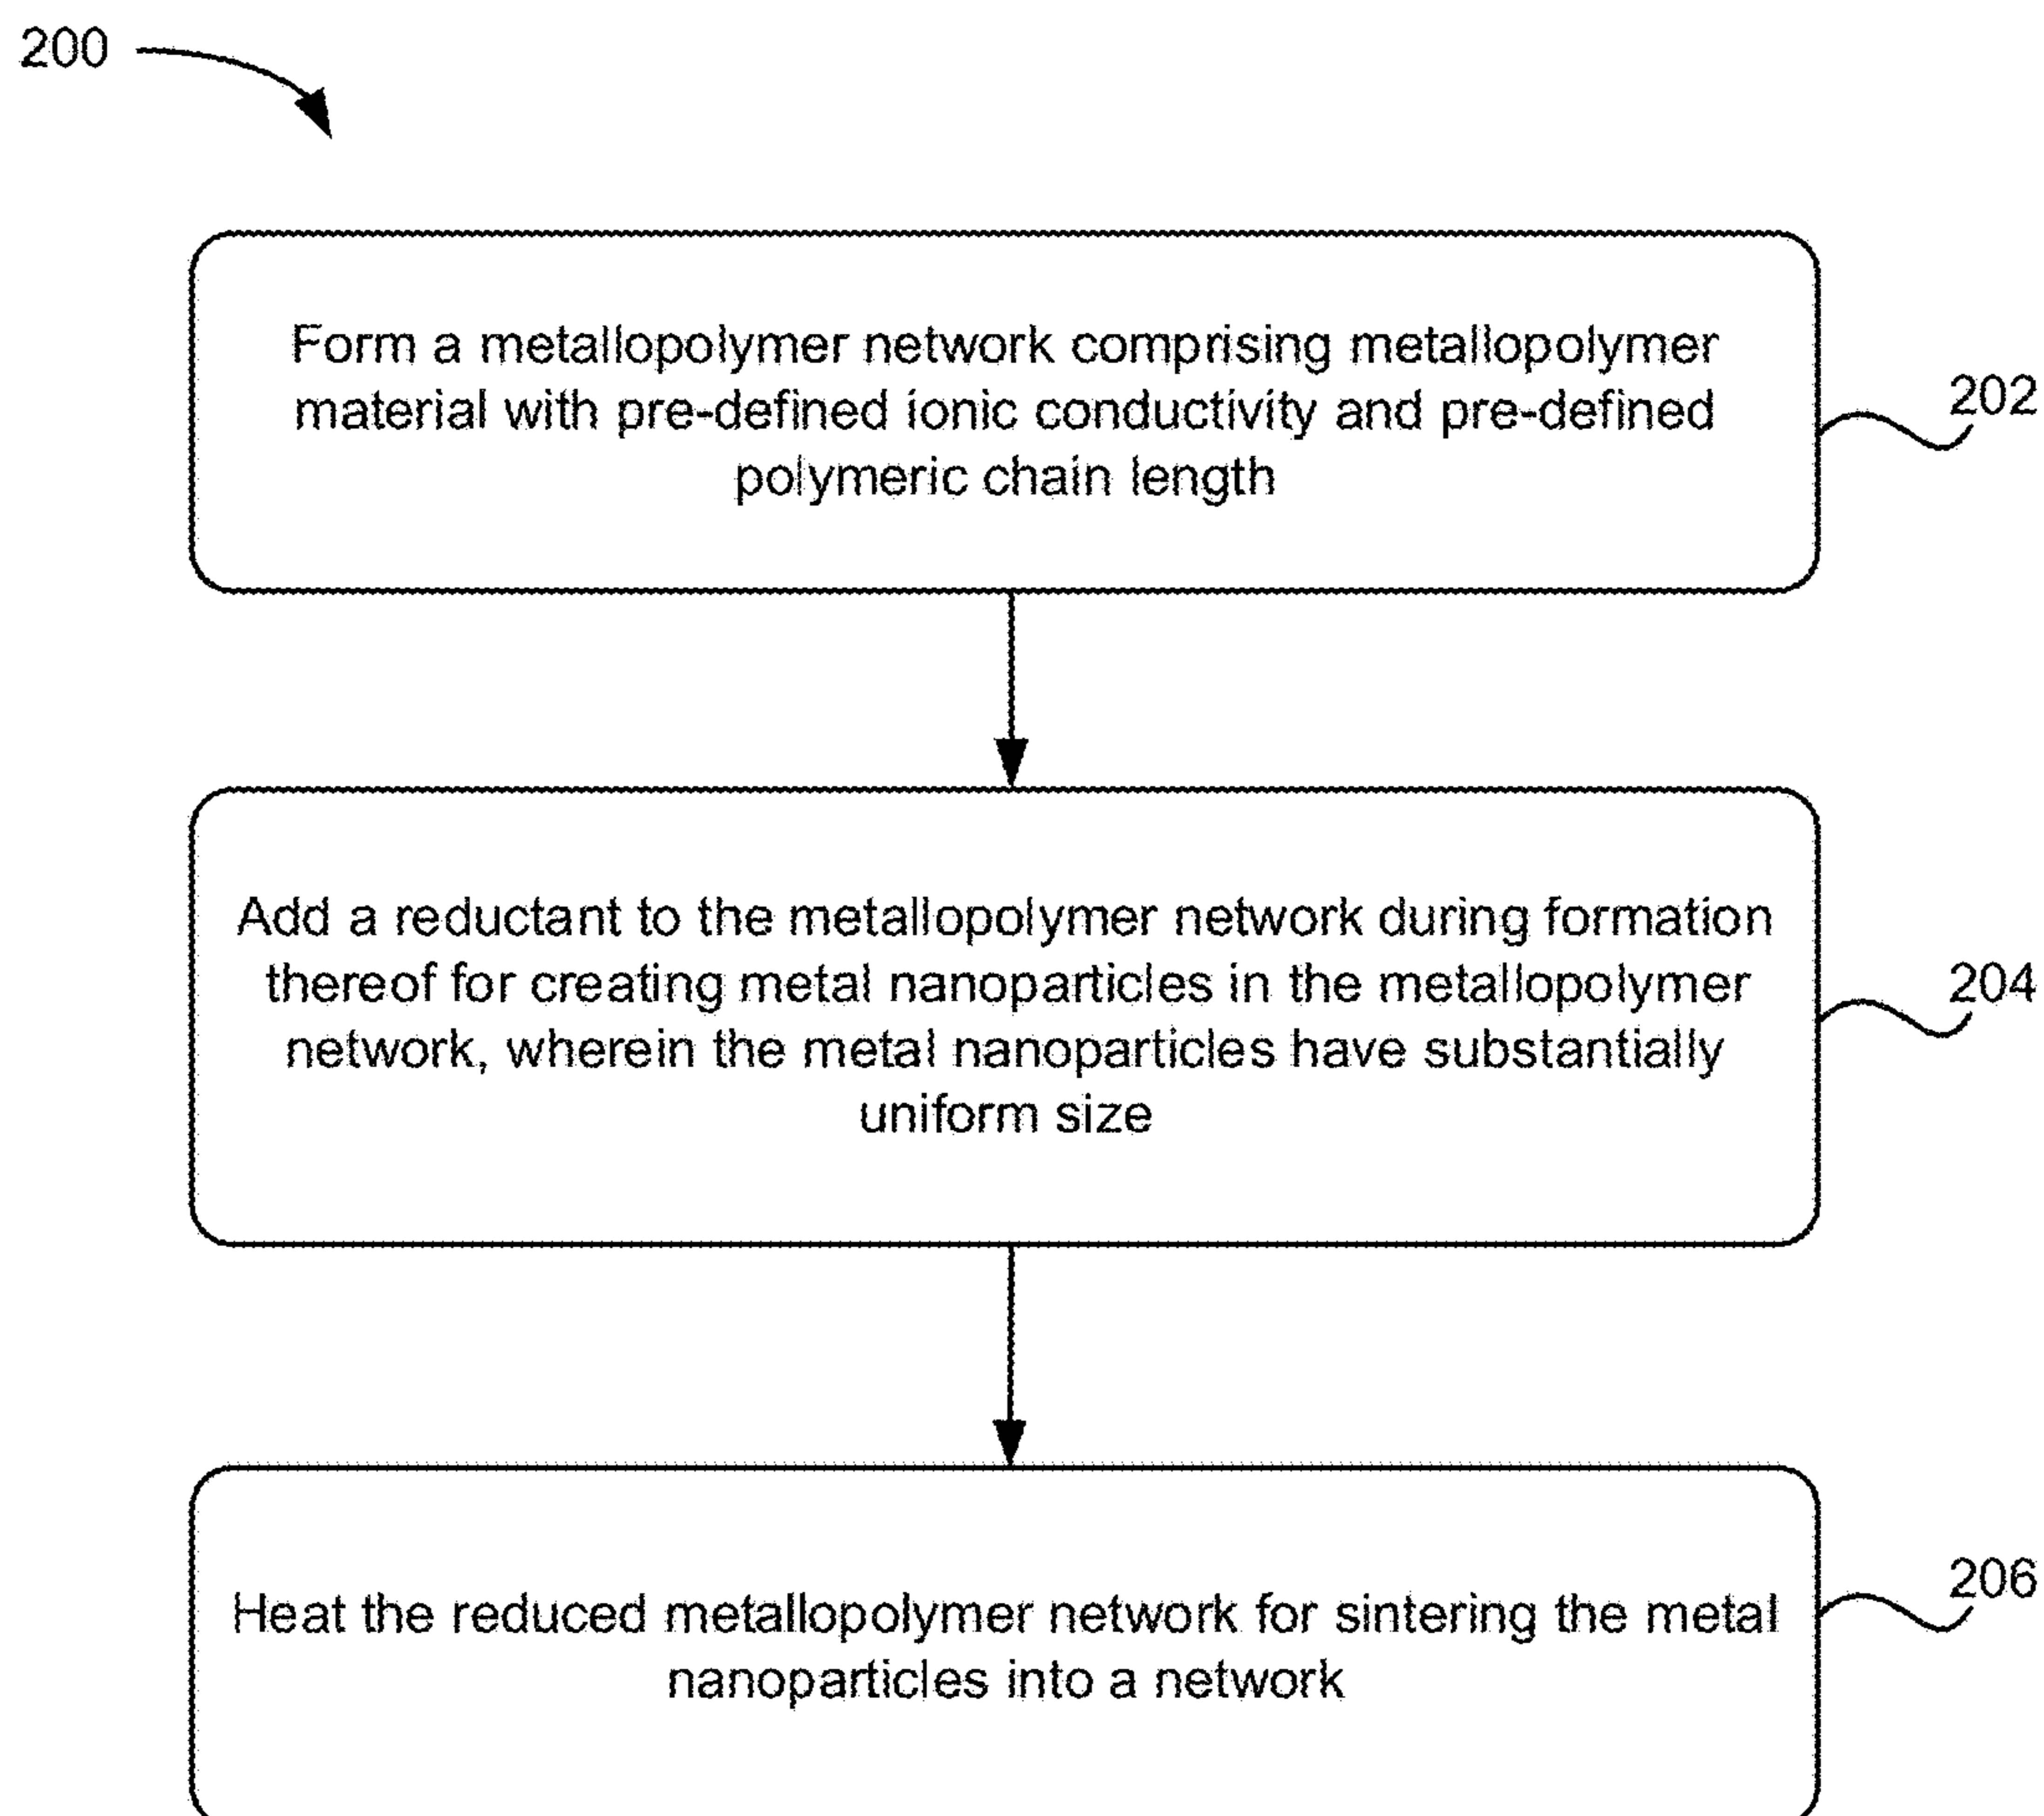 200
Form a metallopolymer network comprising metallopolymer
material with pre-defined ionic conductivity and pre-defined
polymeric chain length
202
Add a reductant to the metallopolymer network during formation
thereof for creating metal nanoparticles in the metallopolymer
network, wherein the metal nanoparticles have substantially
uniform size
204
Heat the reduced metallopolymer network for sintering the metal
nanoparticles into a network
206